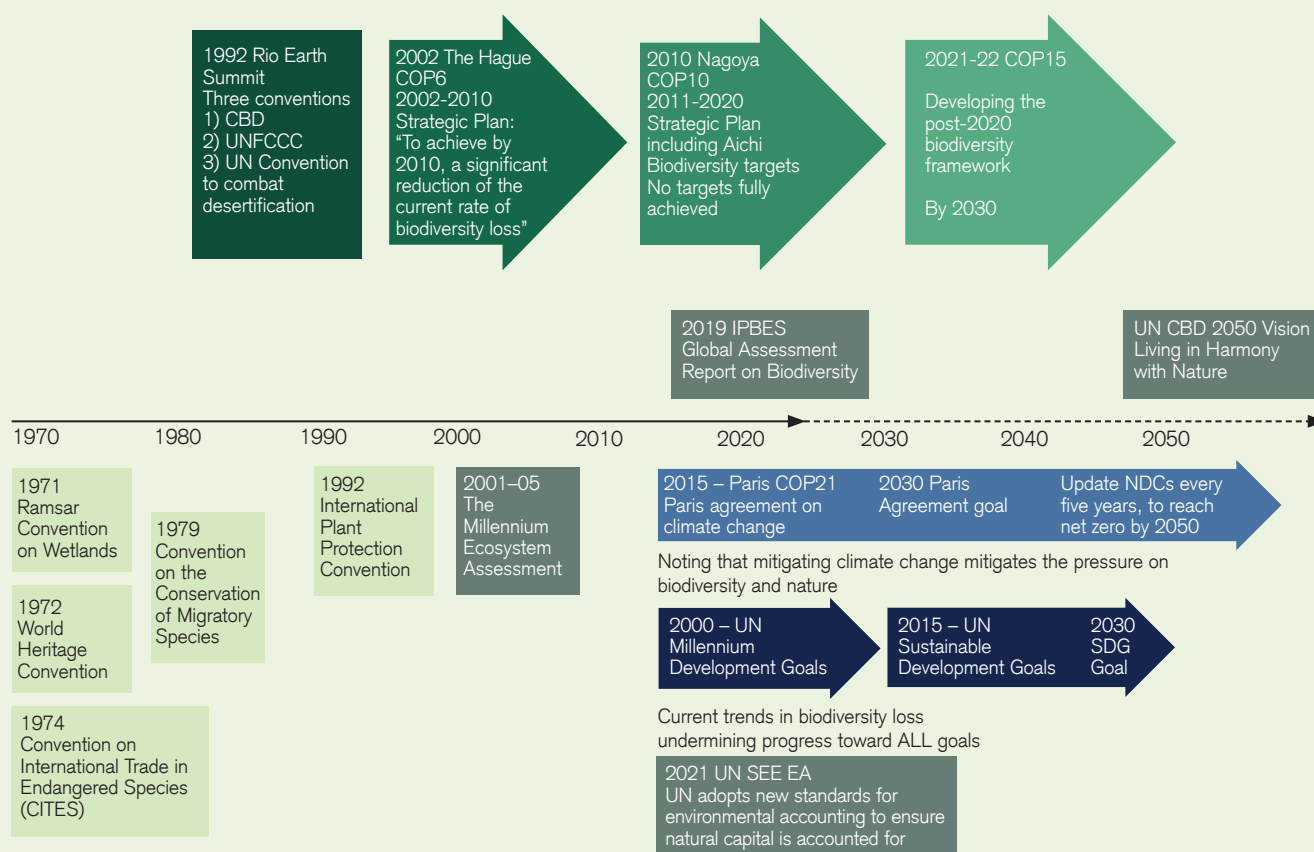 1992 Rio Earth
Summit
Three conventions
1) CBD
2) UNFCCC
3) UN Convention
to combat
desertification
2002 The Hague
COP6
2002-2010
Strategic Plan:
“To achieve by
2010, a significant
reduction of the
current rate of
biodiversity loss”
2010 Nagoya
COP10
2011-2020
Strategic Plan
including Aichi
Biodiversity targets
No targets fully
achieved
2021-22 COP15
Developing the
post-2020
biodiversity
framework
By 2030
2019 IPBES
Global Assessment
Report on Biodiversity
UN CBD 2050 Vision
Living in Harmony
with Nature
1970 1980 1990 2000 2010 2020 2030 2040 2050
1971
Ramsar
Convention
on Wetlands
1972
World
Heritage
Convention
1974
Convention on
International Trade in
Endangered Species
(CITES)
1979
Convention
on the
Conservation
of Migratory
Species
1992
International
Plant
Protection
Convention
2001–05
The
Millennium
Ecosystem
Assessment
2015 – Paris COP21
Paris agreement on
climate change
2030 Paris
Agreement goal
Update NDCs every
five years, to reach
net zero by 2050
Noting that mitigating climate change mitigates the pressure on
biodiversity and nature
2000 – UN
Millennium
Development Goals
2015 – UN
Sustainable
Development Goals
2030
SDG
Goal
Current trends in biodiversity loss
undermining progress toward ALL goals
2021 UN SEE EA
UN adopts new standards for
environmental accounting to ensure
natural capital is accounted for